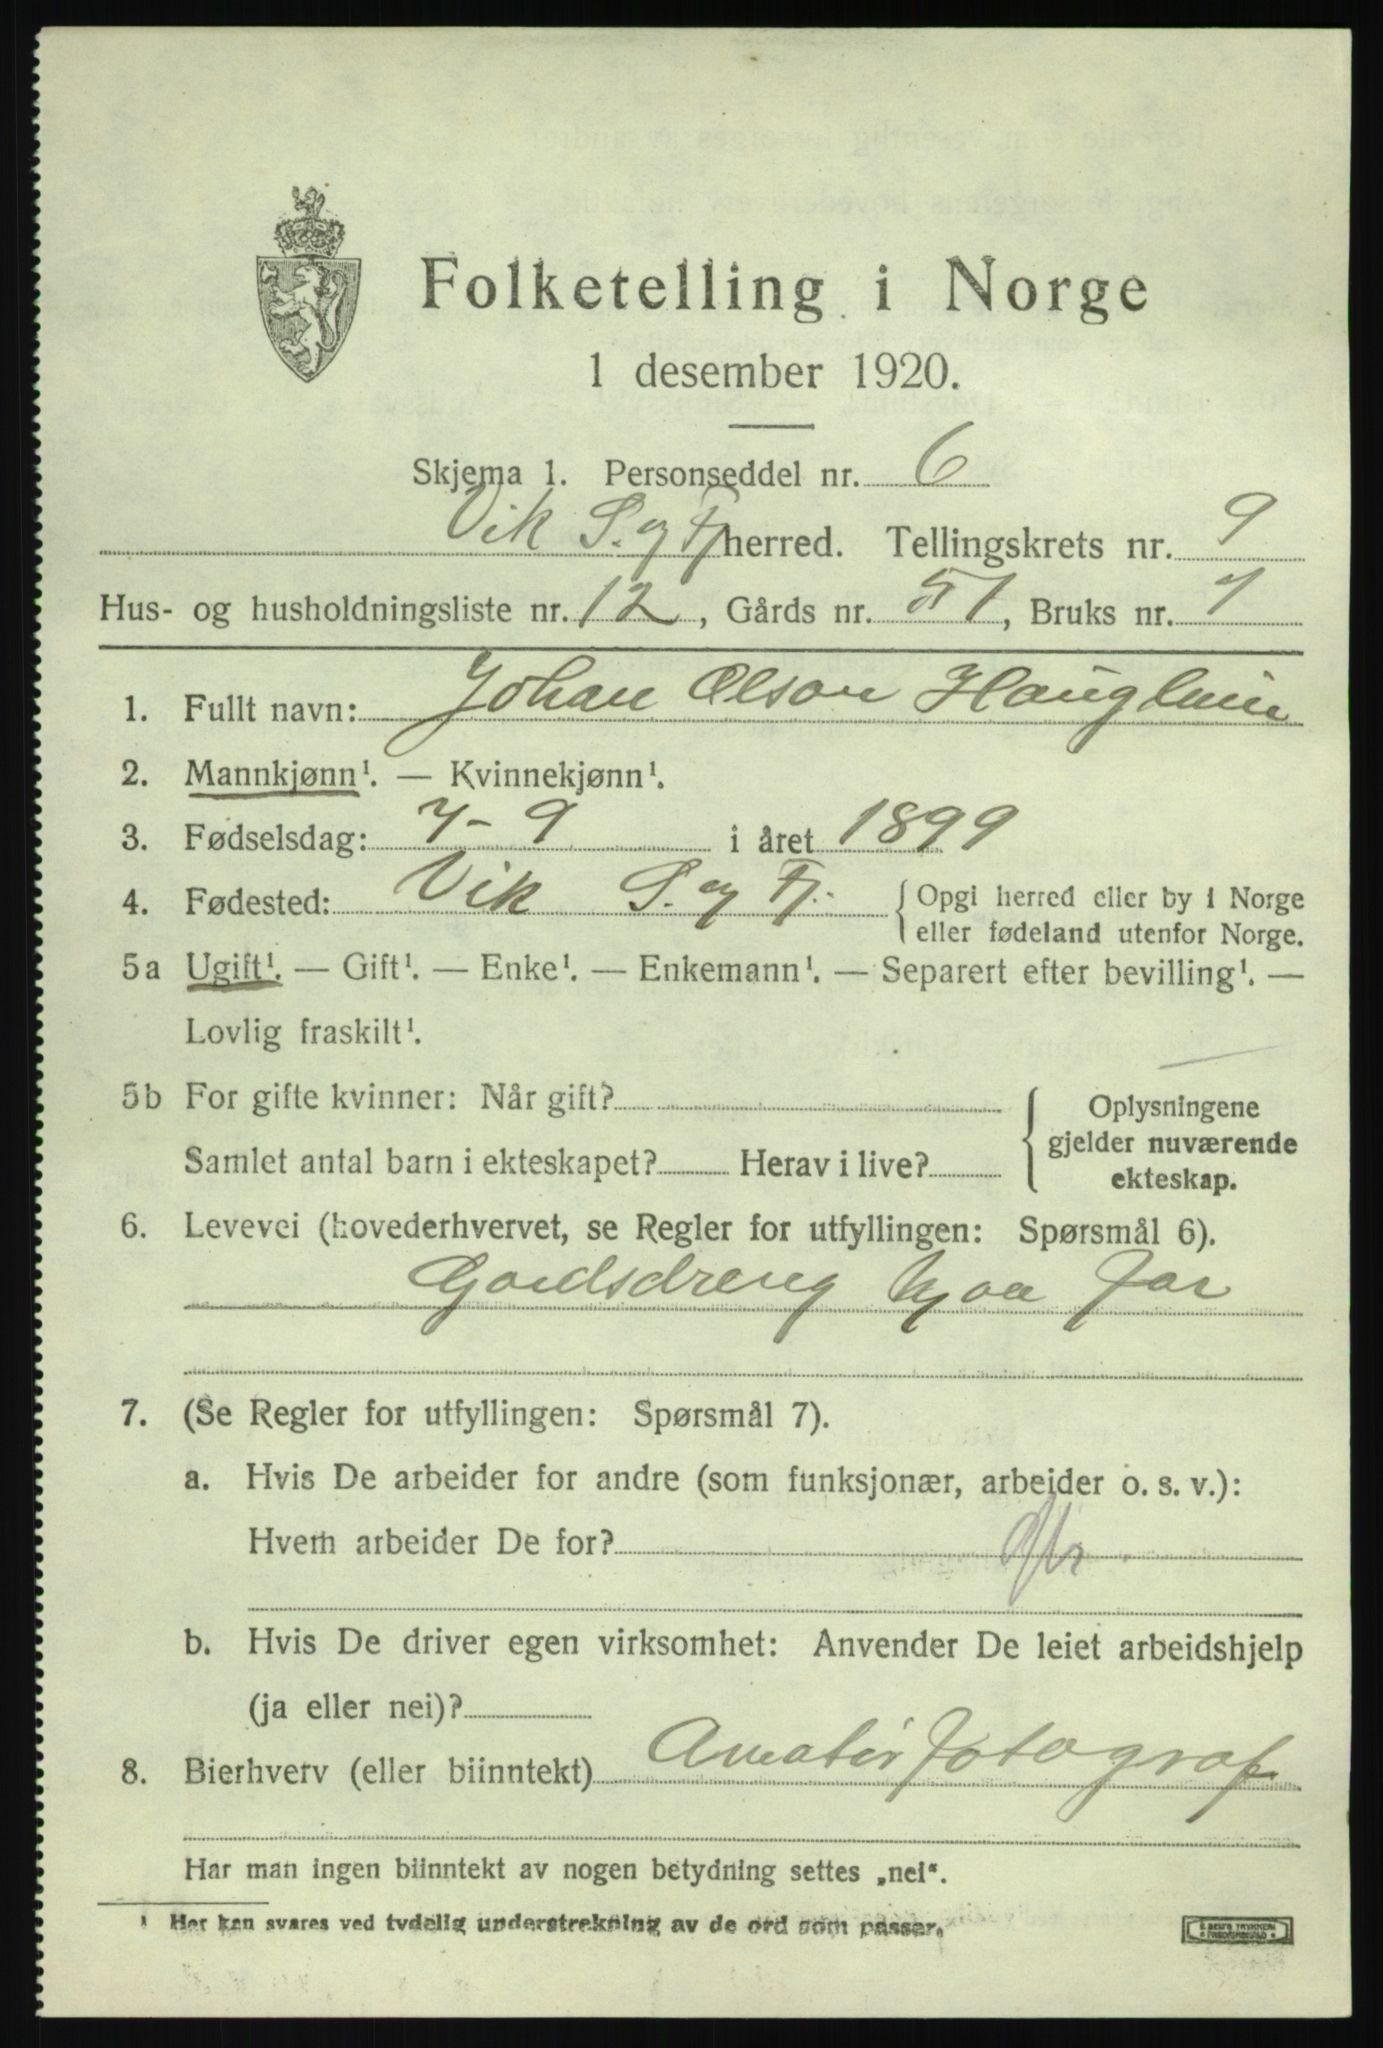 Folketelling i Norge
1 desember 1920.
Skjema 1. Personseddel nr. 6
Vik S. og Fj herred. Tellingskrets nr. 9
Hus- og husholdningsliste nr. 12, Gårds nr. 51, Bruks nr. 7
1. Fullt navn: Johan Olson
2. Mannkjønn¹. — Kvinnekjønn¹.
3. Fødselsdag: 7-9 i året 1899
4. Fødested: Vik S. og Fj. { Opgi herred eller by i Norge
eller fødeland utenfor Norge.
5a Ugift¹. — Gift¹. — Enke¹. — Enkemann¹. — Separert efter bevilling¹. —
Lovlig fraskilt¹.
5b For gifte kvinner: Når gift?
Samlet antal barn i ekteskapet? Herav i live?
{ Oplysningene
gjelder nuværende
ekteskap.
6. Levevei (hovederhvervet, se Regler for utfyllingen: Spørsmål 6).
Gardsdreng hjaa far
7. (Se Regler for utfyllingen: Spørsmål 7).
a. Hvis De arbeider for andre (som funksjonær, arbeider o. s. v.):
Hvem arbeider De for?
b. Hvis De driver egen virksomhet: Anvender De leiet arbeidshjelp
(ja eller nei)?
8. Bierhverv (eller biinntekt) Amatør fotograf.
Har man ingen biinntekt av nogen betydning settes „nei“.
¹ Her kan svares ved tydelig understrekning av de ord som passer.